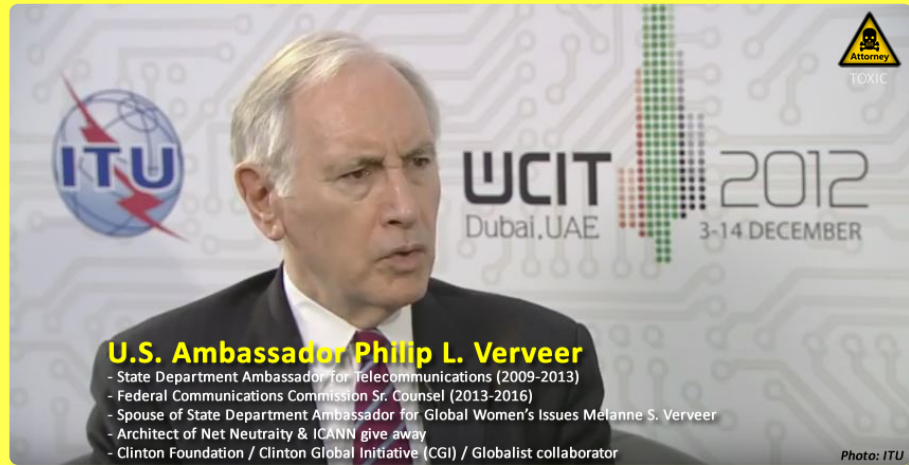 Attorney
TOXIC
ITU
WCIT 2012
Dubai.UAE 3-14 DECEMBER
U.S. Ambassador Philip L. Verveer
- State Department Ambassador for Telecommunications (2009-2013)
- Federal Communications Commission Sr. Counsel (2013-2016)
- Spouse of State Department Ambassador for Global Women's Issues Melanne S. Verveer
- Architect of Net Neutraity & ICANN give away
- Clinton Foundation / Clinton Global Initiative (CGI) / Globalist collaborator
Photo: ITU